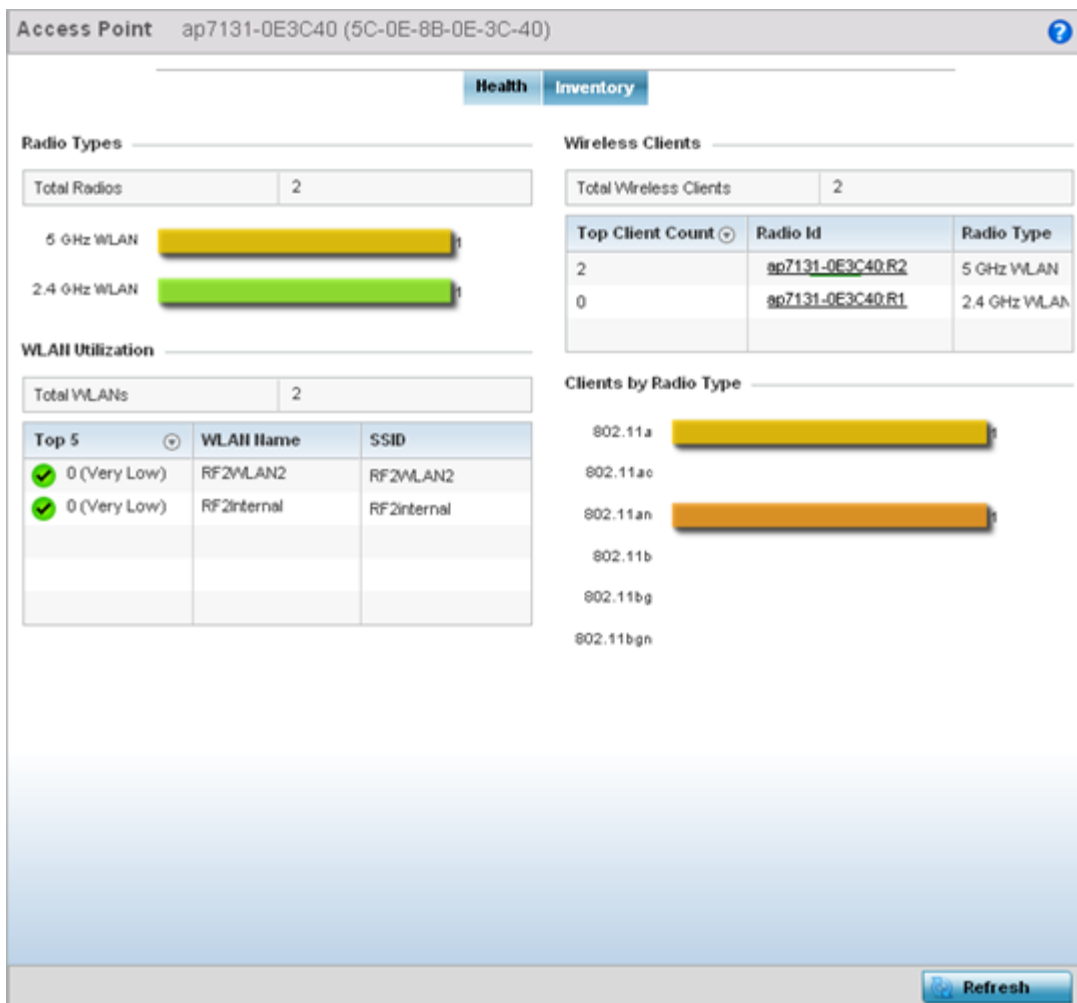 Access Point ap7131-0E3C40 (5C-0E-8B-0E-3C-40)
?
Health Inventory
Radio Types
Total Radios 2
5 GHz WLAN 1
2.4 GHz WLAN 1
WLAN Utilization
Total WLANs 2
Top 5 WLAN Name SSID
0 (Very Low) RF2WLAN2 RF2WLAN2
0 (Very Low) RF2Internal RF2internal
Wireless Clients
Total Wireless Clients 2
Top Client Count Radio Id Radio Type
2 ap7131-0E3C40:R2 5 GHz WLAN
0 ap7131-0E3C40:R1 2.4 GHz WLAN
Clients by Radio Type
802.11a 1
802.11ac
802.11an 1
802.11b
802.11bg
802.11bgn
Refresh